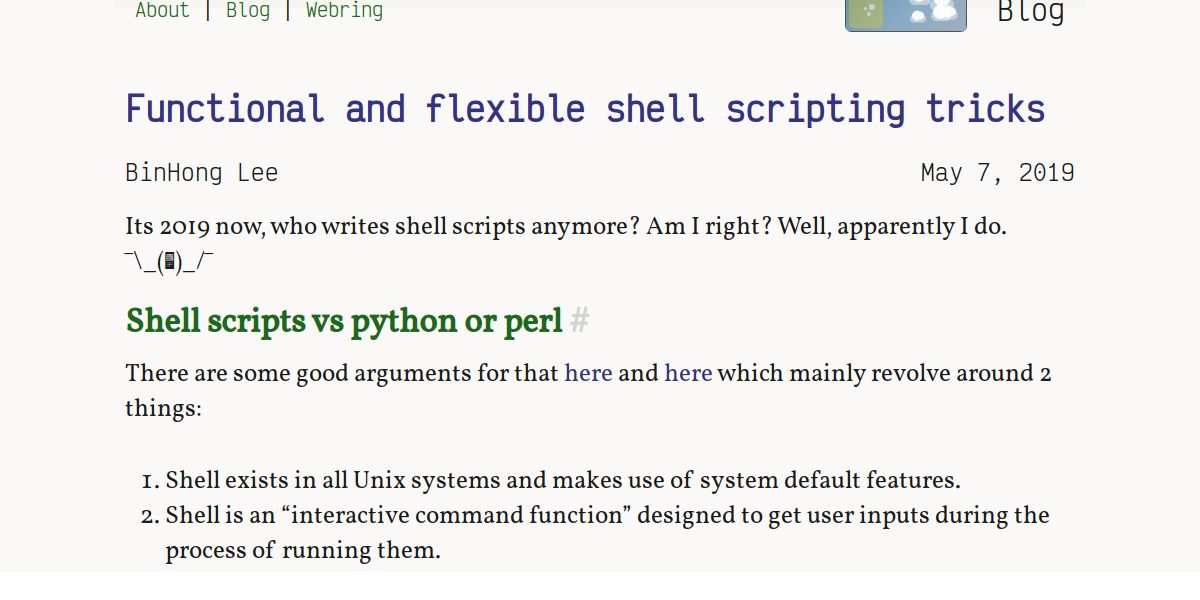 About | Blog | Webring
Blog
Functional and flexible shell scripting tricks
BinHong Lee
May 7, 2019
Its 2019 now, who writes shell scripts anymore? Am I right? Well, apparently I do.
¯\_()_/¯
Shell scripts vs python or perl #
There are some good arguments for that here and here which mainly revolve around 2
things:
1. Shell exists in all Unix systems and makes use of system default features.
2. Shell is an “interactive command function” designed to get user inputs during the
process of running them.